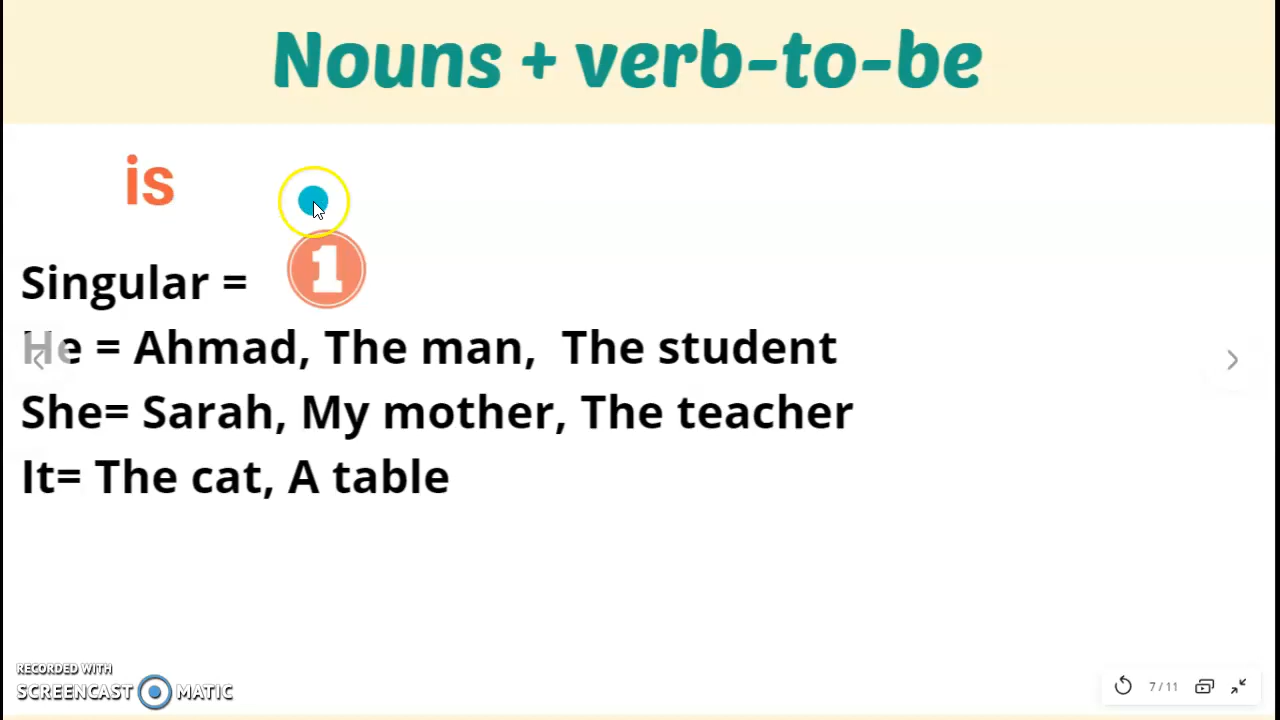 Nouns + verb-to-be
is
1
Singular =
He = Ahmad, The man, The student
She= Sarah, My mother, The teacher
It= The cat, A table
RECORDED WITH
SCREENCAST MATIC
7 / 11